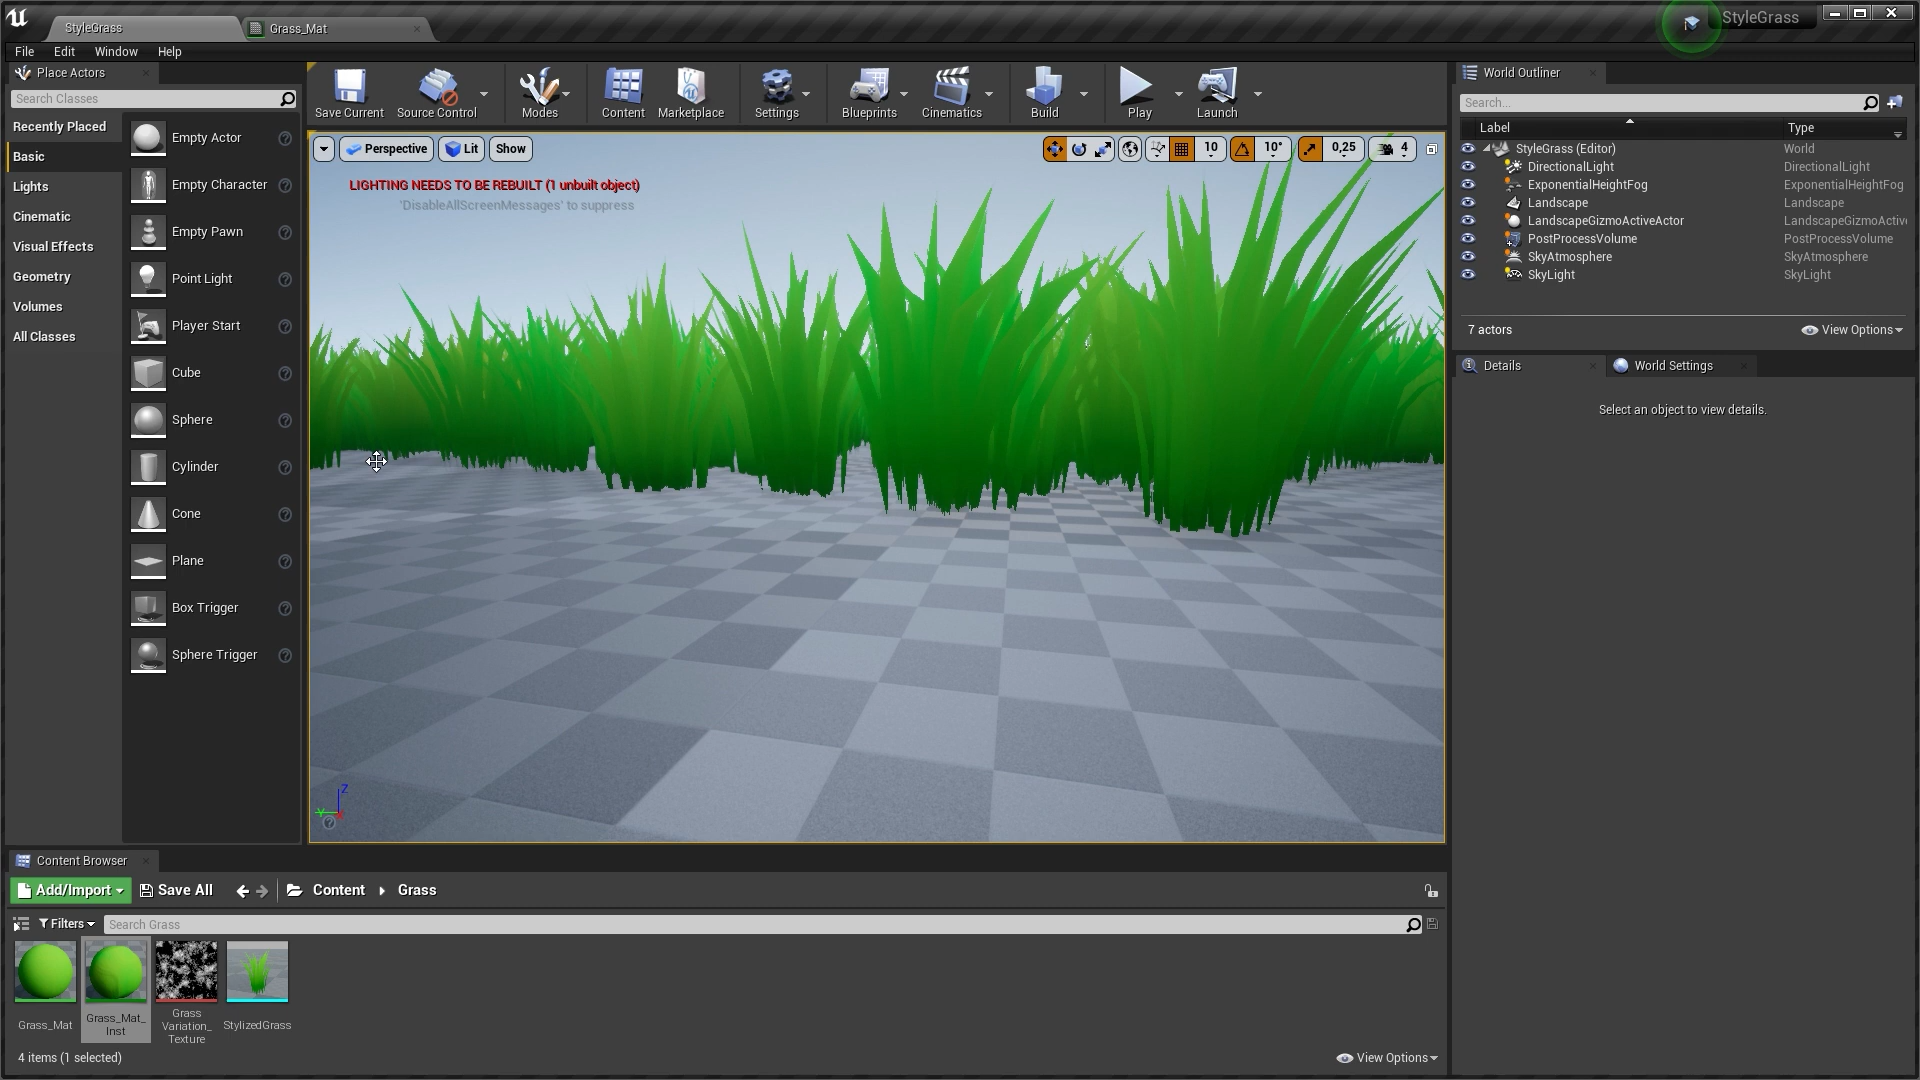 StyleGrass
Grass_Mat
StyleGrass
File Edit Window Help
Place Actors
Search Classes
Recently Placed
Basic
Lights
Cinematic
Visual Effects
Geometry
Volumes
All Classes
Empty Actor
Empty Character
Empty Pawn
Point Light
Player Start
Cube
Sphere
Cylinder
Cone
Plane
Box Trigger
Sphere Trigger
Save Current
Source Control
Modes
Content
Marketplace
Settings
Blueprints
Cinematics
Build
Play
Launch
Perspective
Lit
Show
10
10°
0,25
4
LIGHTING NEEDS TO BE REBUILT (1 unbuilt object)
'DisableAllScreenMessages' to suppress
Z
Y
World Outliner
Search...
Label Type
StyleGrass (Editor) World
DirectionalLight DirectionalLight
ExponentialHeightFog ExponentialHeightFog
Landscape Landscape
LandscapeGizmoActiveActor LandscapeGizmoActive
PostProcessVolume PostProcessVolume
SkyAtmosphere SkyAtmosphere
SkyLight SkyLight
7 actors
View Options
Details
World Settings
Select an object to view details.
Content Browser
Add/Import
Save All
Content
Grass
Filters
Search Grass
Grass_Mat
Grass_Mat_
Inst
Grass
Variation_
Texture
StylizedGrass
4 items (1 selected)
View Options